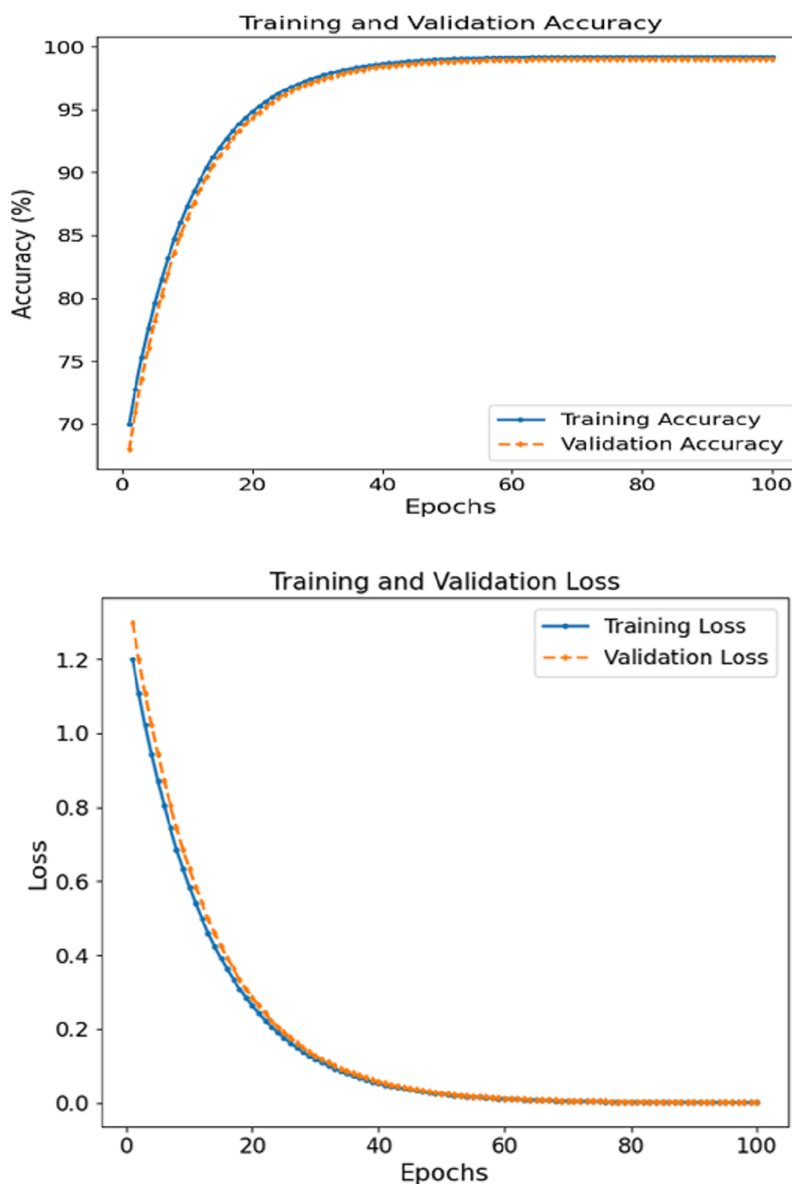 Training and Validation Accuracy
100
95
90
85
80
75
70
Accuracy (%)
Training Accuracy
Validation Accuracy
0 20 40 60 80 100
Epochs
Training and Validation Loss
Training Loss
Validation Loss
1.2
1.0
0.8
0.6
0.4
0.2
0.0
Loss
0 20 40 60 80 100
Epochs